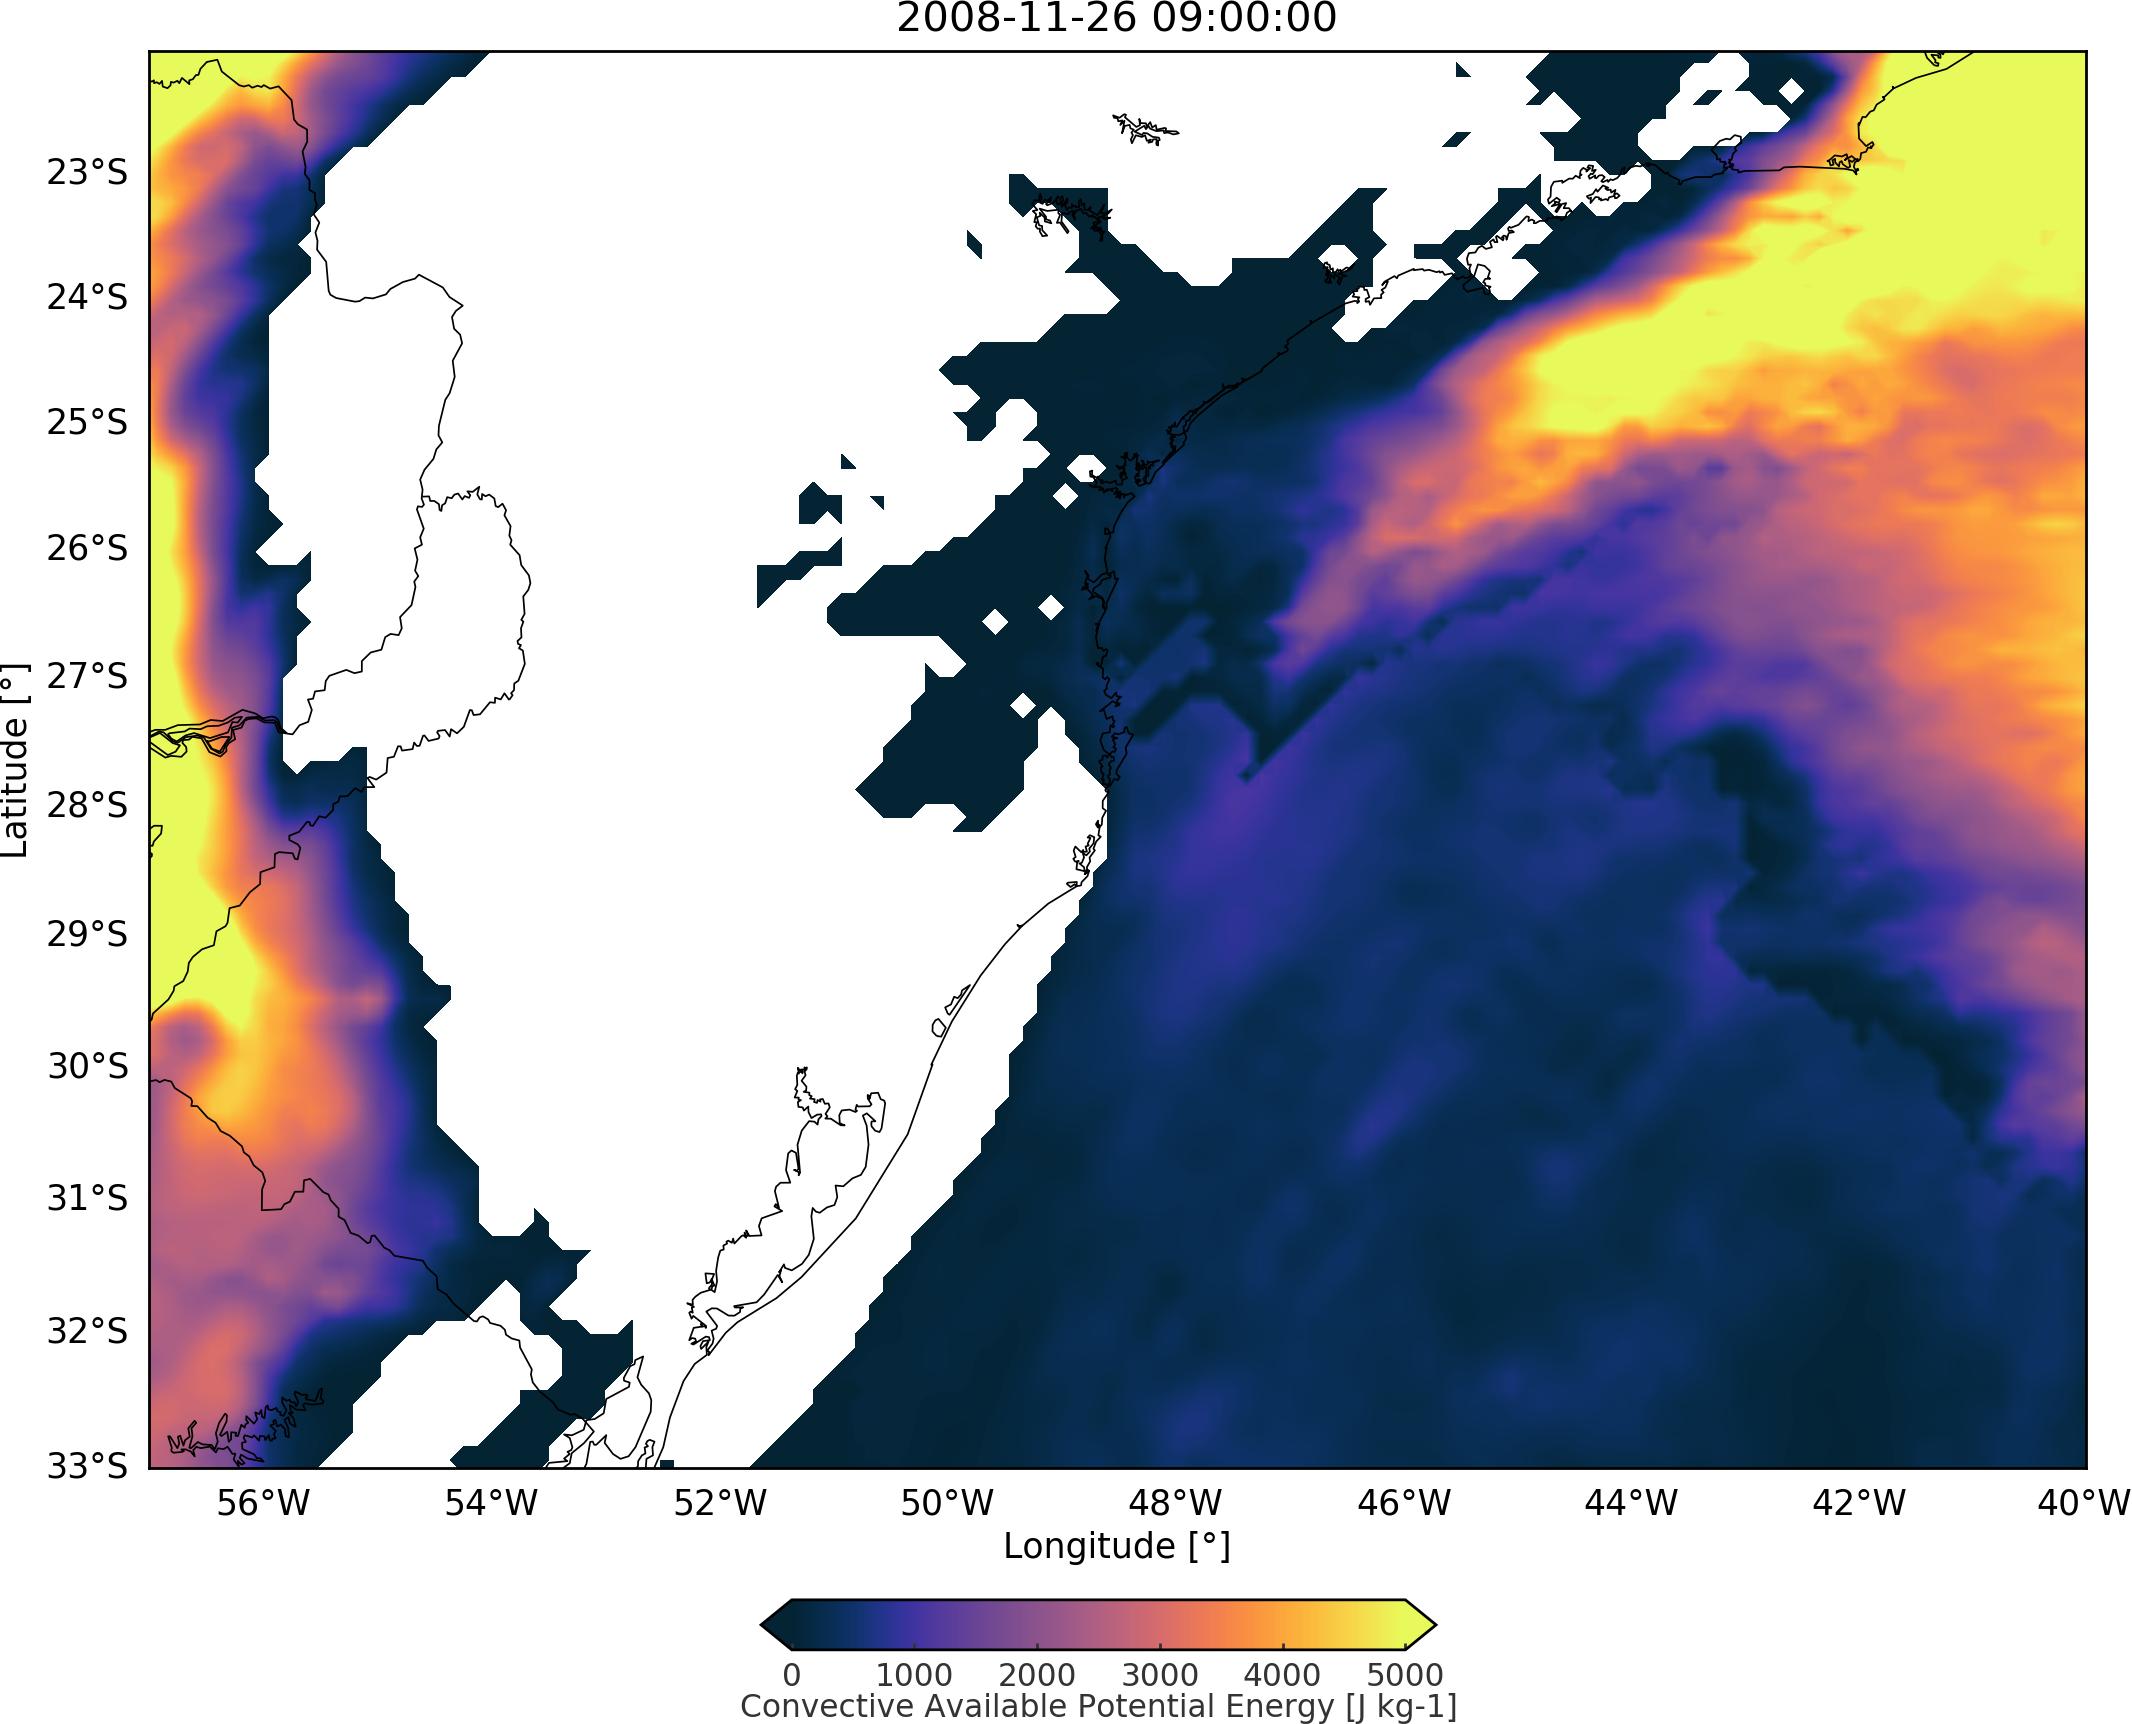 2008-11-26 09:00:00
23°S
24°S
25°S
26°S
27°S
28°S
29°S
30°S
31°S
32°S
33°S
Latitude [°]
56°W 54°W 52°W 50°W 48°W 46°W 44°W 42°W 40°W
Longitude [°]
0 1000 2000 3000 4000 5000
Convective Available Potential Energy [J kg-1]